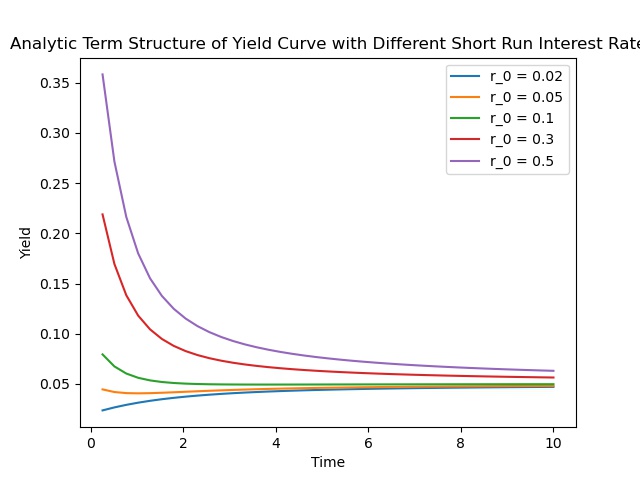 Analytic Term Structure of Yield Curve with Different Short Run Interest Rate
r_0 = 0.02
r_0 = 0.05
r_0 = 0.1
r_0 = 0.3
r_0 = 0.5
Yield
0.35
0.30
0.25
0.20
0.15
0.10
0.05
0 2 4 6 8 10
Time